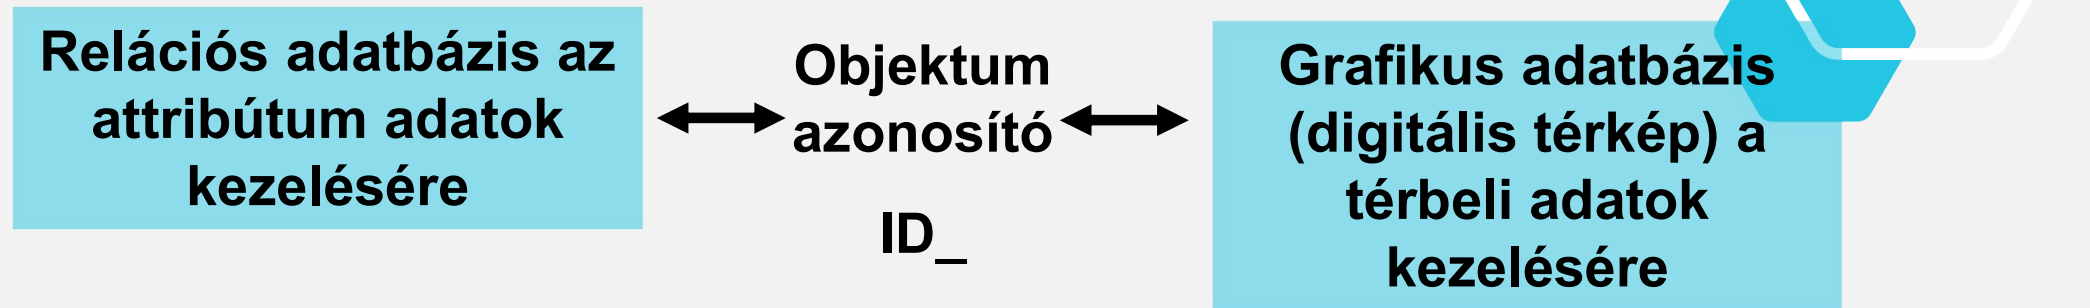 Relációs adatbázis az
attribútum adatok
kezelésére
Objektum
azonosító
ID_
Grafikus adatbázis
(digitális térkép) a
térbeli adatok
kezelésére